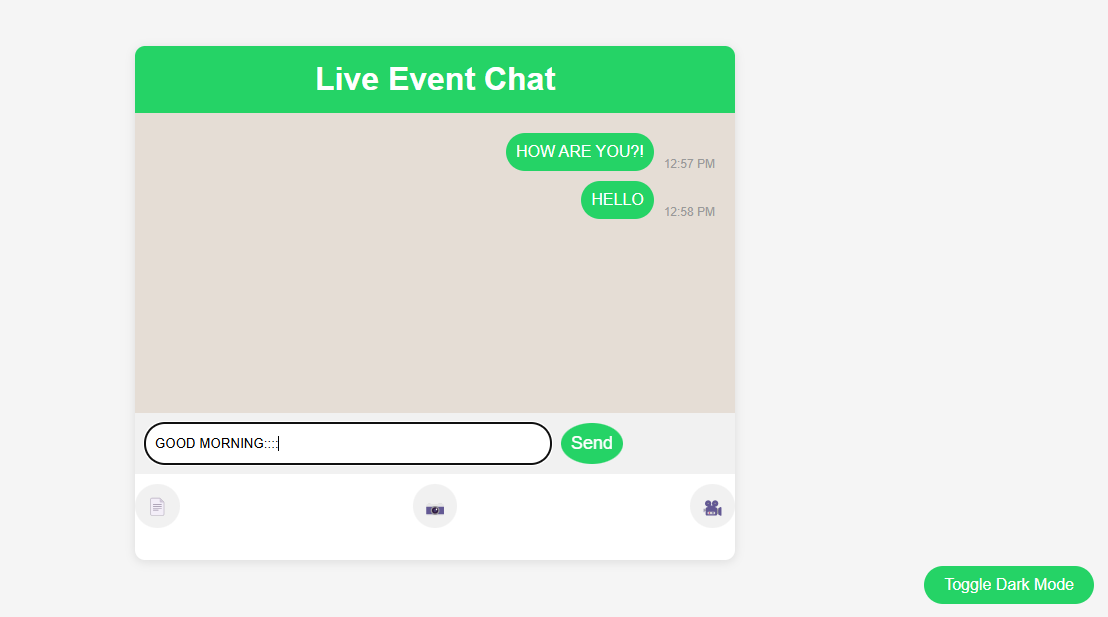 Live Event Chat
HOW ARE YOU?!
12:57 PM
HELLO
12:58 PM
GOOD MORNING::::
Send
Toggle Dark Mode